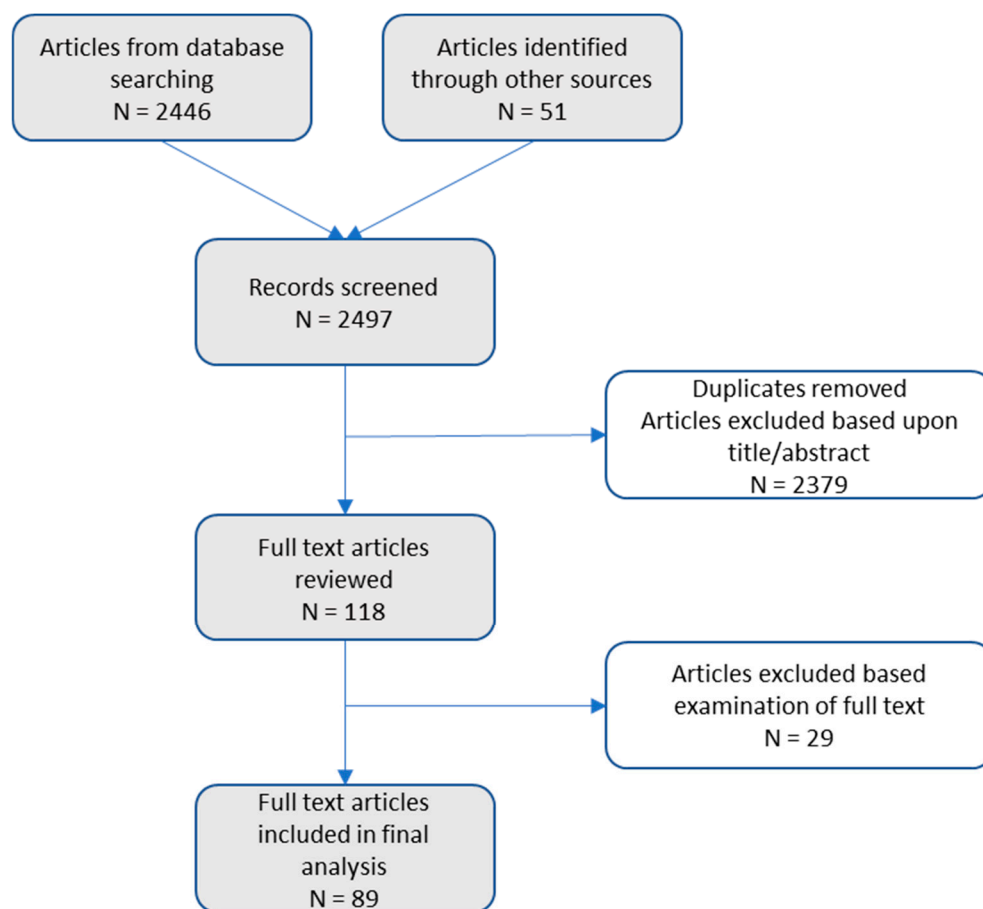 Articles from database
searching
N = 2446
Articles identified
through other sources
N = 51
Records screened
N = 2497
Duplicates removed
Articles excluded based upon
title/abstract
N = 2379
Full text articles
reviewed
N = 118
Articles excluded based
examination of full text
N = 29
Full text articles
included in final
analysis
N = 89